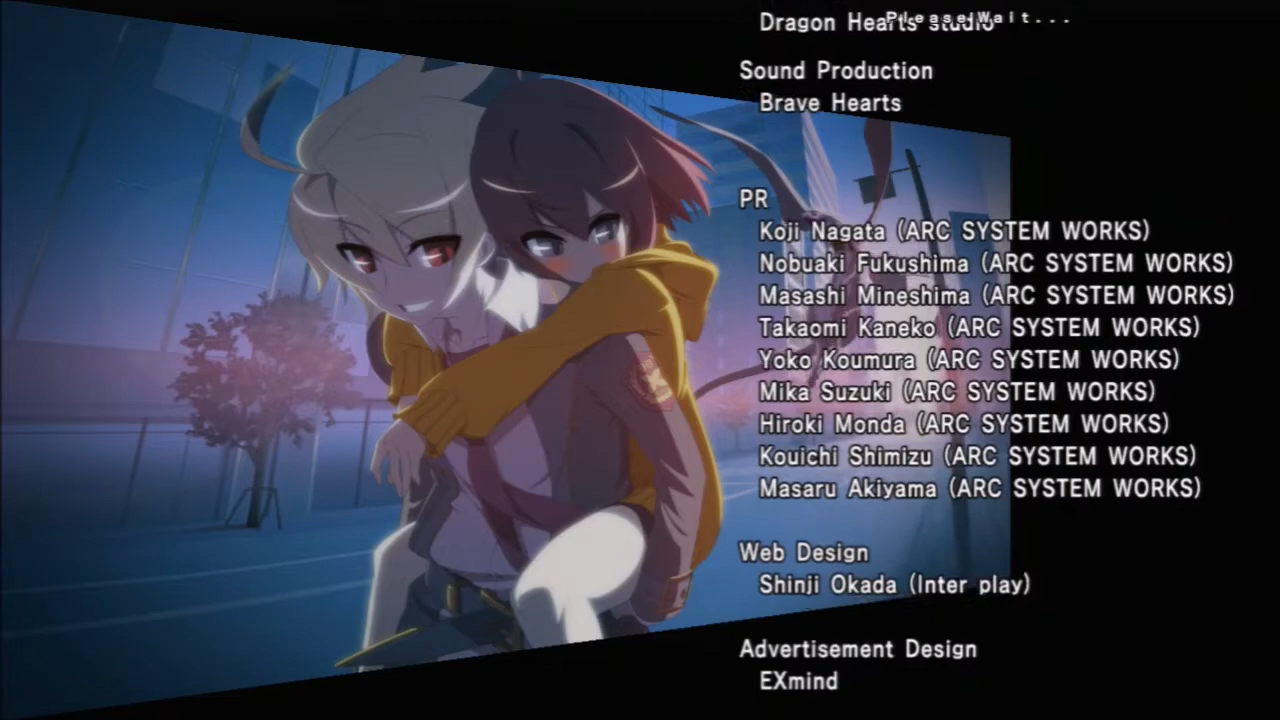 Please Wait...
Dragon Hearts studio
Sound Production
Brave Hearts
PR
Koji Nagata (ARC SYSTEM WORKS)
Nobuaki Fukushima (ARC SYSTEM WORKS)
Masashi Mineshima (ARC SYSTEM WORKS)
Takaomi Kaneko (ARC SYSTEM WORKS)
Yoko Koumura (ARC SYSTEM WORKS)
Mika Suzuki (ARC SYSTEM WORKS)
Hiroki Monda (ARC SYSTEM WORKS)
Kouichi Shimizu (ARC SYSTEM WORKS)
Masaru Akiyama (ARC SYSTEM WORKS)
Web Design
Shinji Okada (Inter play)
Advertisement Design
EXmind